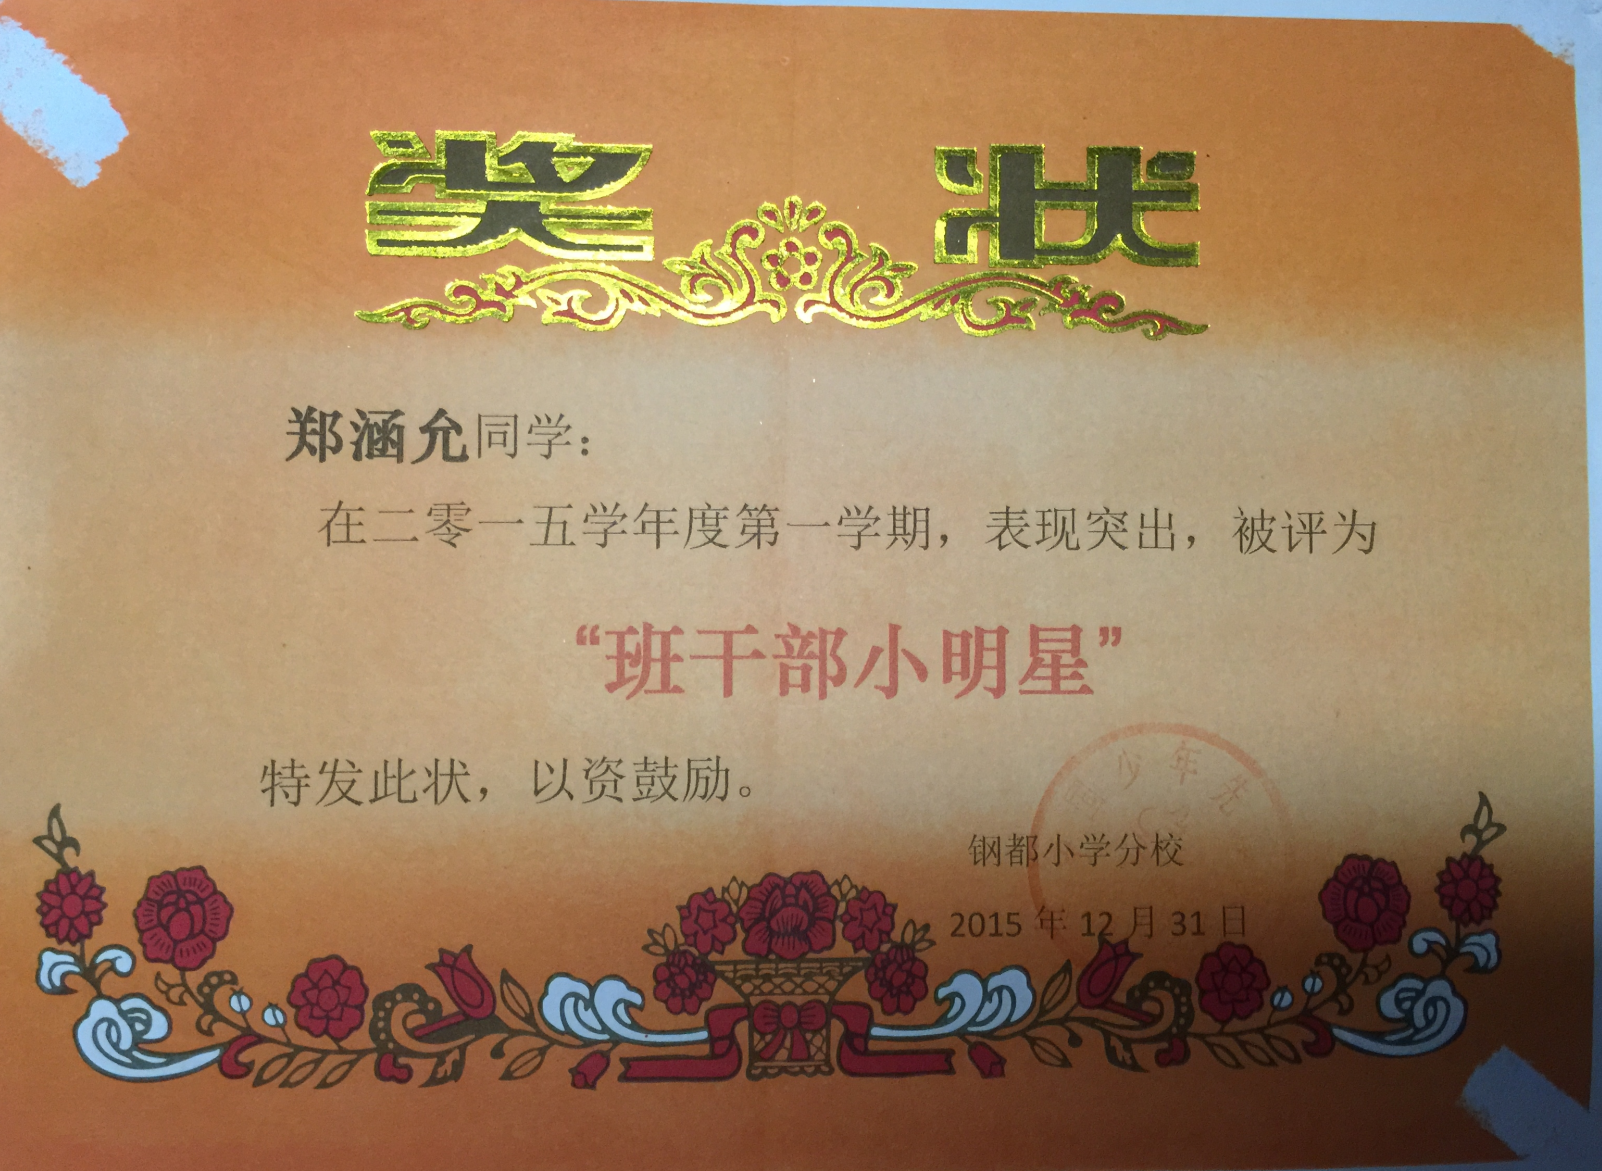 奖状
郑涵允同学：
在二零一五学年度第一学期，表现突出，被评为
“班干部小明星”
特发此状，以资鼓励。
少年先
钢都小学分校
2015 年 12 月 31 日